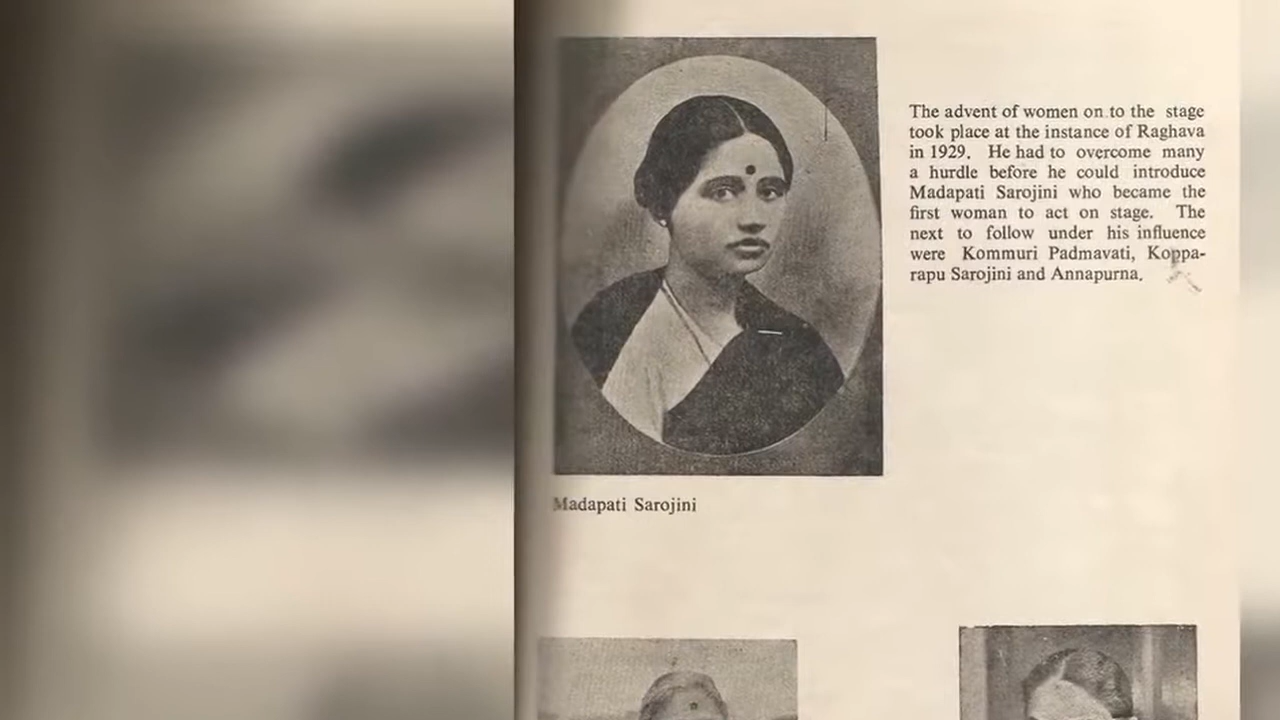 The advent of women on to the stage
took place at the instance of Raghava
in 1929. He had to overcome many
a hurdle before he could introduce
Madapati Sarojini who became the
first woman to act on stage. The
next to follow under his influence
were Kommuri Padmavati, Koppa-
rapu Sarojini and Annapurna.
Madapati Sarojini